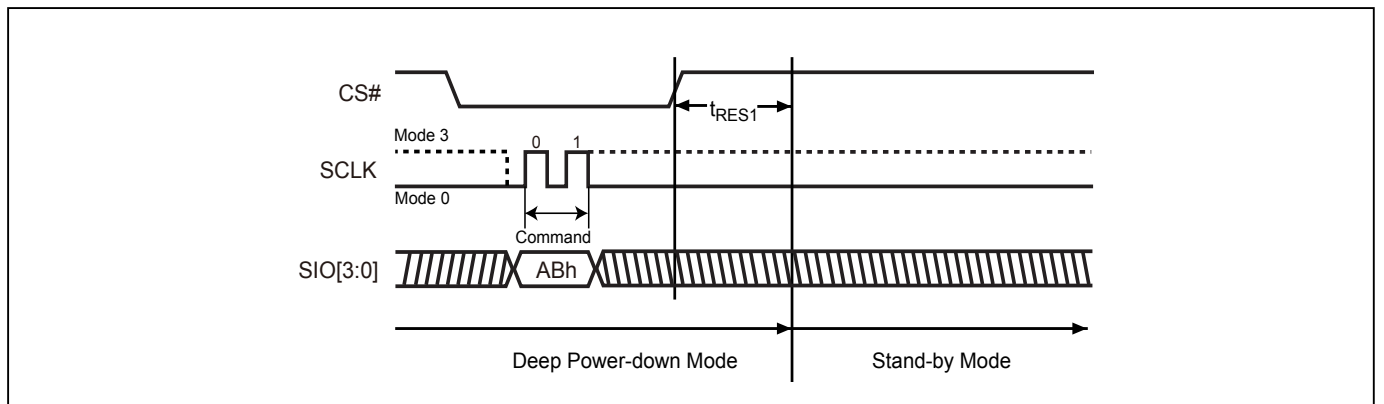 CS#
tRES1
Mode 3
0 1
SCLK
Mode 0
Command
SIO[3:0]
ABh
Deep Power-down Mode
Stand-by Mode